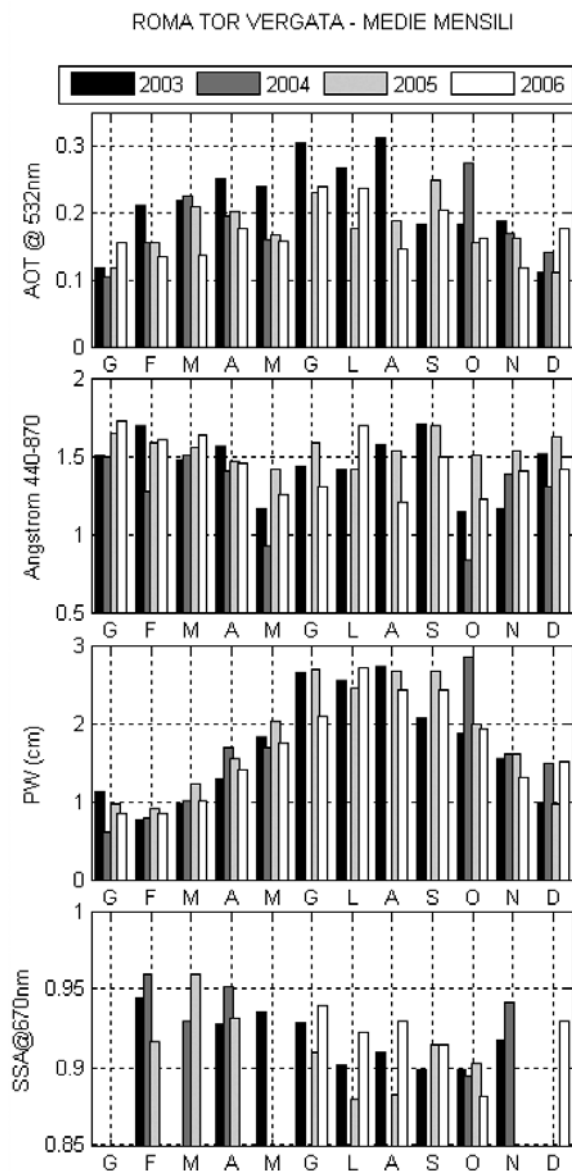 ROMA TOR VERGATA - MEDIE MENSILI
2003 2004 2005 2006
AOT @ 532nm
0.3
0.2
0.1
0
G F M A M G L A S O N D
Angstrom 440-870
2
1.5
1
0.5
G F M A M G L A S O N D
PW (cm)
3
2
1
0
G F M A M G L A S O N D
SSA@670nm
1
0.95
0.9
0.85
G F M A M G L A S O N D